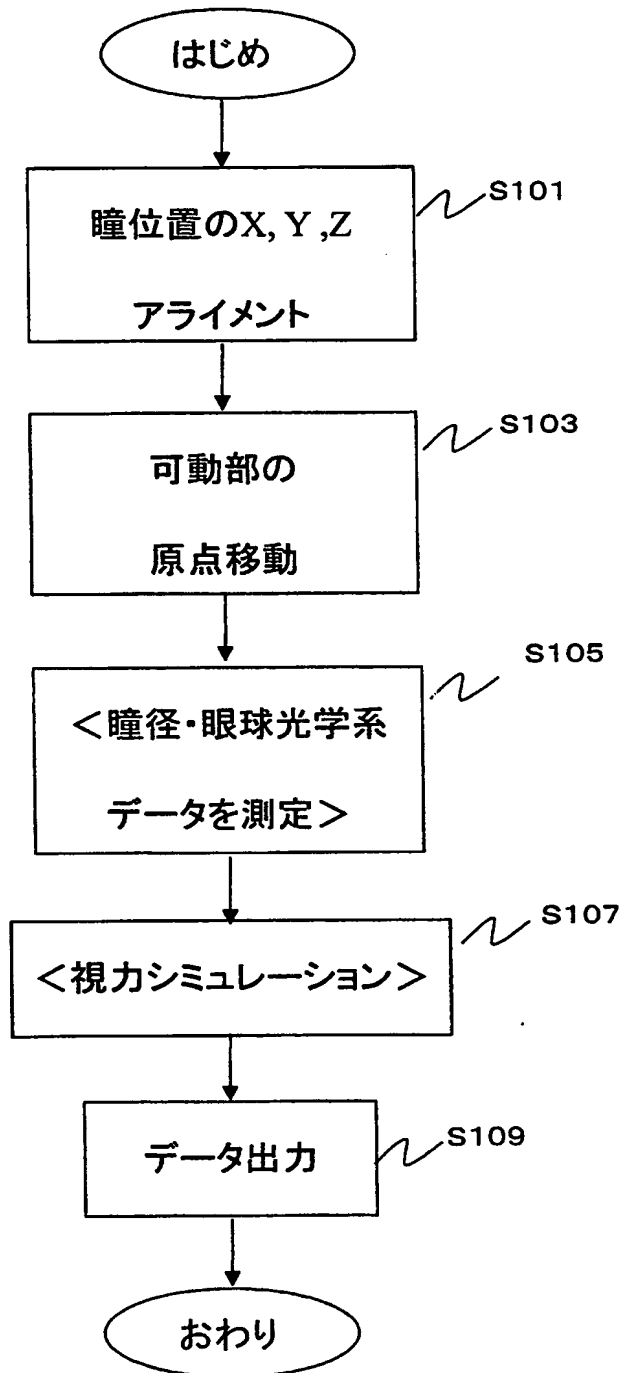 はじめ
S101
瞳位置のX, Y ,Z
アライメント
S103
可動部の
原点移動
S105
＜瞳径・眼球光学系
データを測定＞
S107
＜視力シミュレーション＞
S109
データ出力
おわり